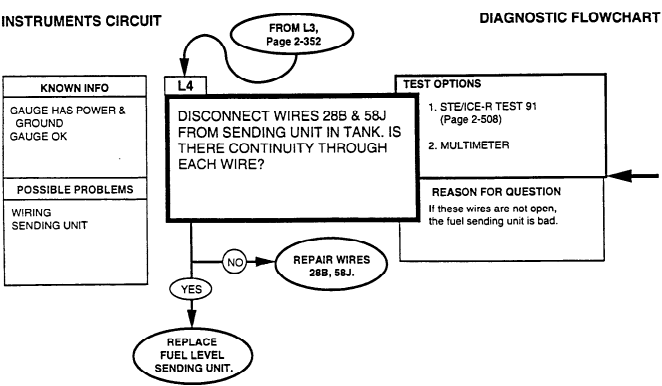 INSTRUMENTS CIRCUIT
DIAGNOSTIC FLOWCHART
FROM L3,
Page 2-352
L4
KNOWN INFO
GAUGE HAS POWER &
GROUND
GAUGE OK
POSSIBLE PROBLEMS
WIRING
SENDING UNIT
DISCONNECT WIRES 28B & 58J
FROM SENDING UNIT IN TANK. IS
THERE CONTINUITY THROUGH
EACH WIRE?
TEST OPTIONS
1. STE/ICE-R TEST 91
(Page 2-508)
2. MULTIMETER
REASON FOR QUESTION
If these wires are not open,
the fuel sending unit is bad.
NO
REPAIR WIRES
28B, 58J.
YES
REPLACE
FUEL LEVEL
SENDING UNIT.